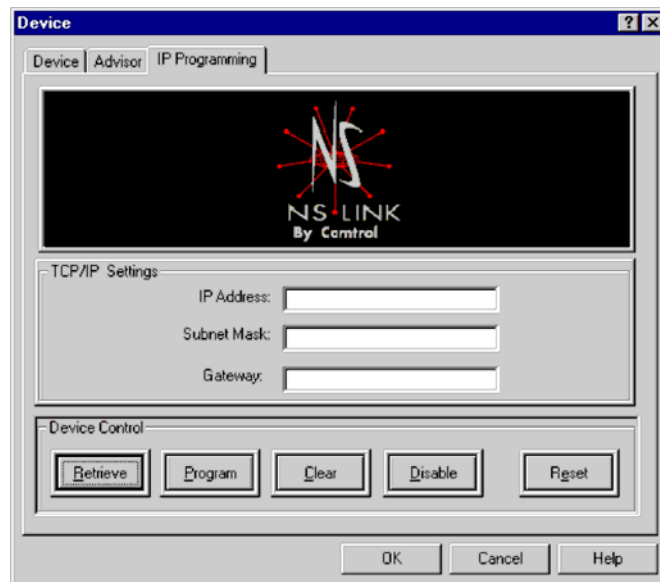 Device
Device Advisor IP Programming
NS LINK
By Comtrol
TCP/IP Settings
IP Address:
Subnet Mask:
Gateway:
Device Control
Retrieve Program Clear Disable Reset
OK Cancel Help